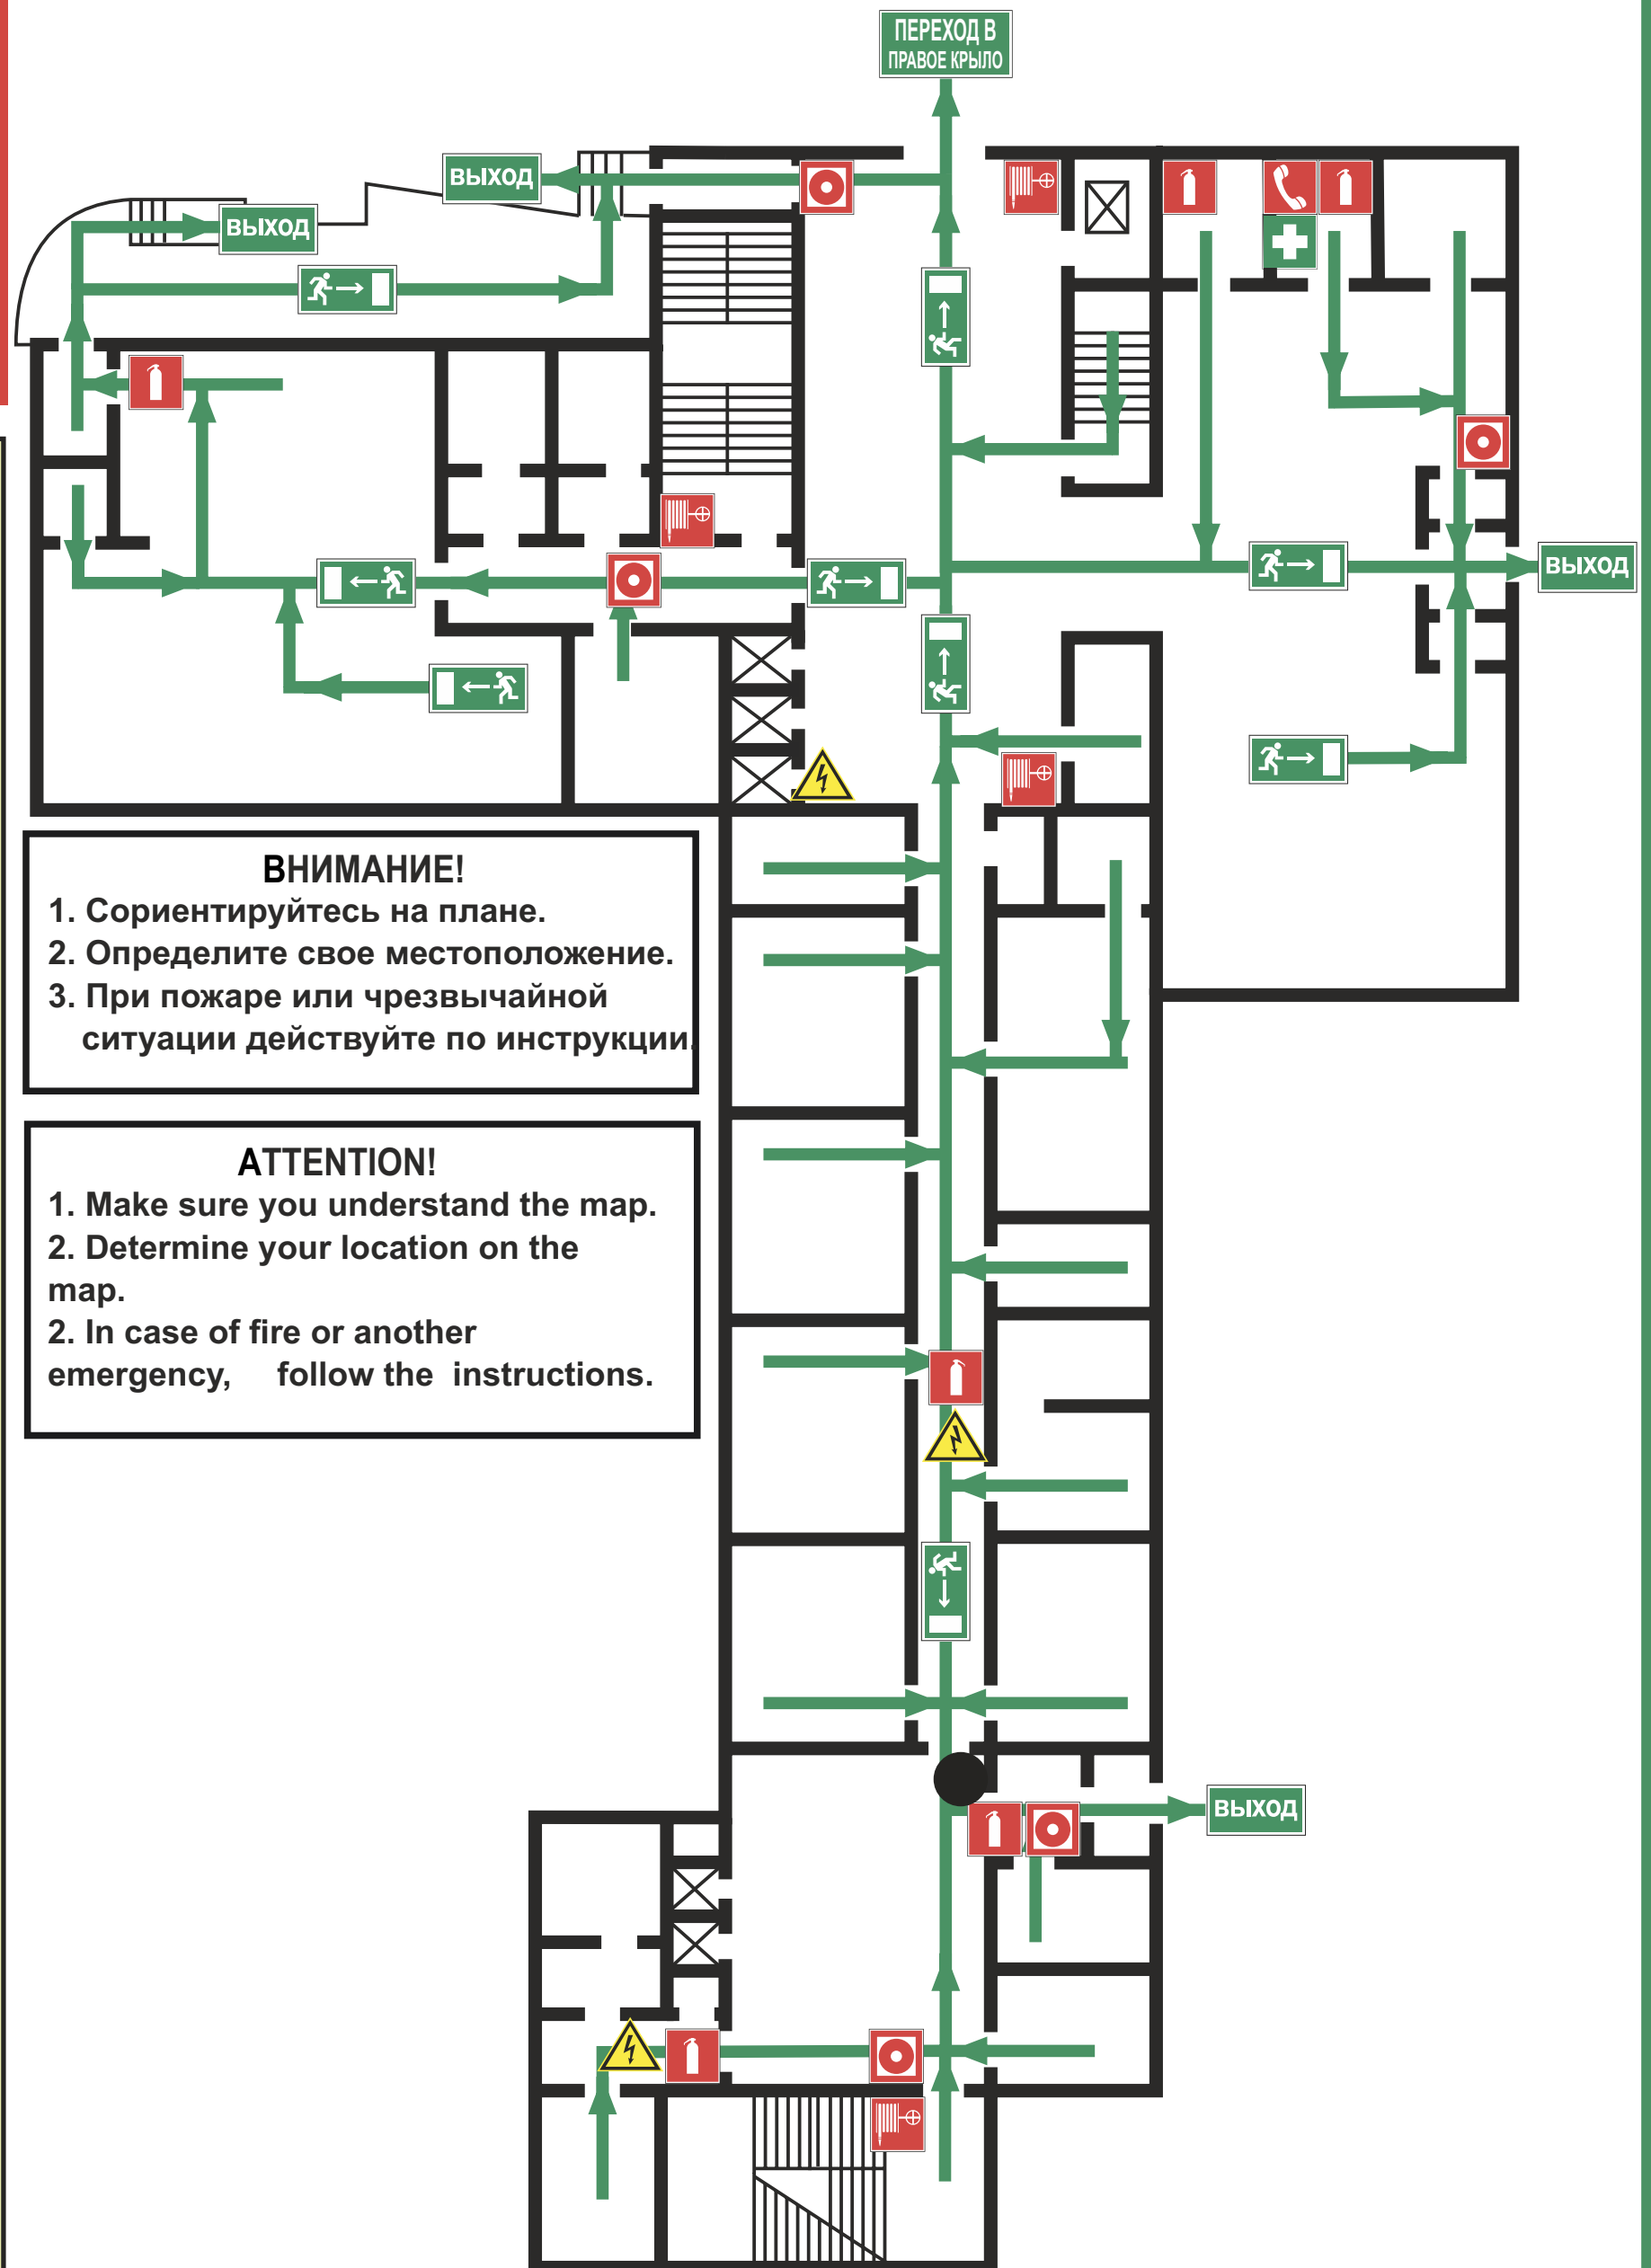 ПЕРЕХОД В
ПРАВОЕ КРЫЛО
ВЫХОД
ВЫХОД
ВЫХОД
ВНИМАНИЕ!
1. Сориентируйтесь на плане.
2. Определите свое местоположение.
3. При пожаре или чрезвычайной
ситуации действуйте по инструкции.
ATTENTION!
1. Make sure you understand the map.
2. Determine your location on the
map.
2. In case of fire or another
emergency, follow the instructions.
ВЫХОД